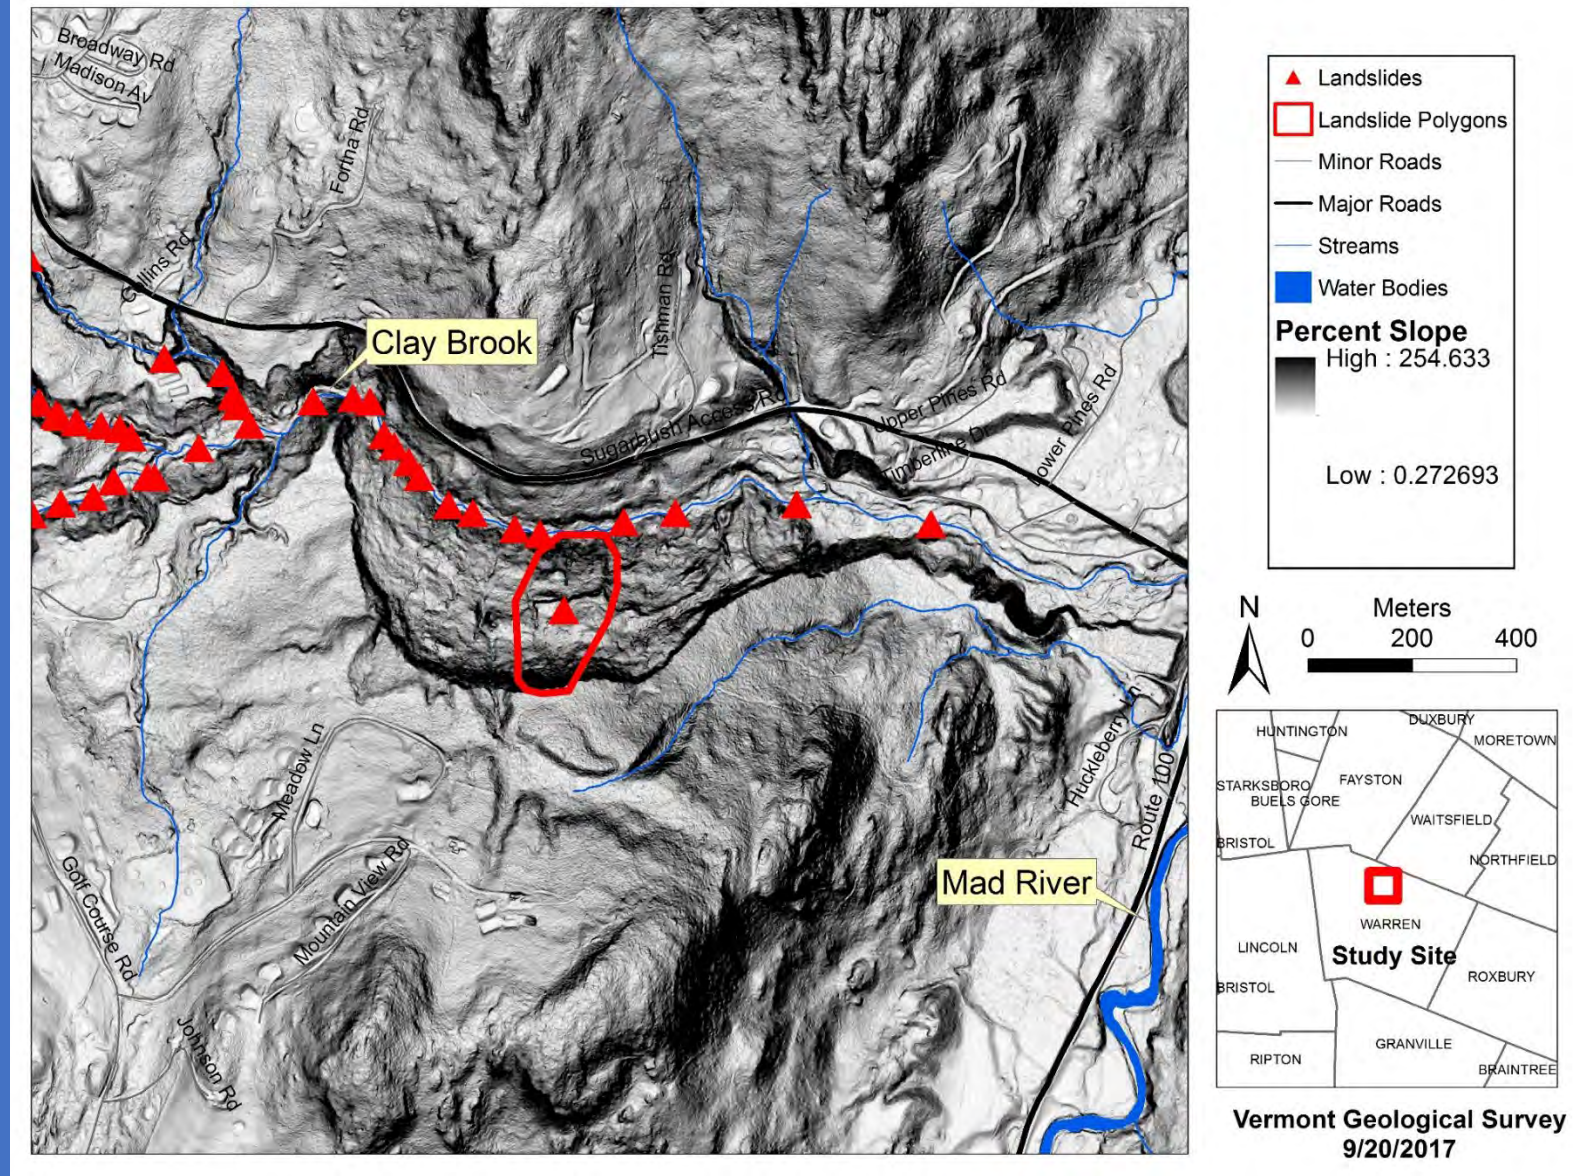 Broadway Rd
Madison Av
Fortna Rd
Collins Rd
Clay Brook
Tishman Rd
Sugarbush Access Rd
Upper Pines Rd
Timberline D
Lower Pines Rd
Meadow Ln
Golf Course Rd
Mountain View Rd
Johnson Rd
Huckleberry Ln
Route 100
Mad River
Landslides
Landslide Polygons
Minor Roads
Major Roads
Streams
Water Bodies
Percent Slope
High : 254.633
Low : 0.272693
N
Meters
0 200 400
HUNTINGTON
DUXBURY
MORETOWN
STARKSBORO
BUELS GORE
FAYSTON
WAITSFIELD
BRISTOL
NORTHFIELD
WARREN
LINCOLN
Study Site
ROXBURY
BRISTOL
RIPTON
GRANVILLE
BRAINTREE
Vermont Geological Survey
9/20/2017